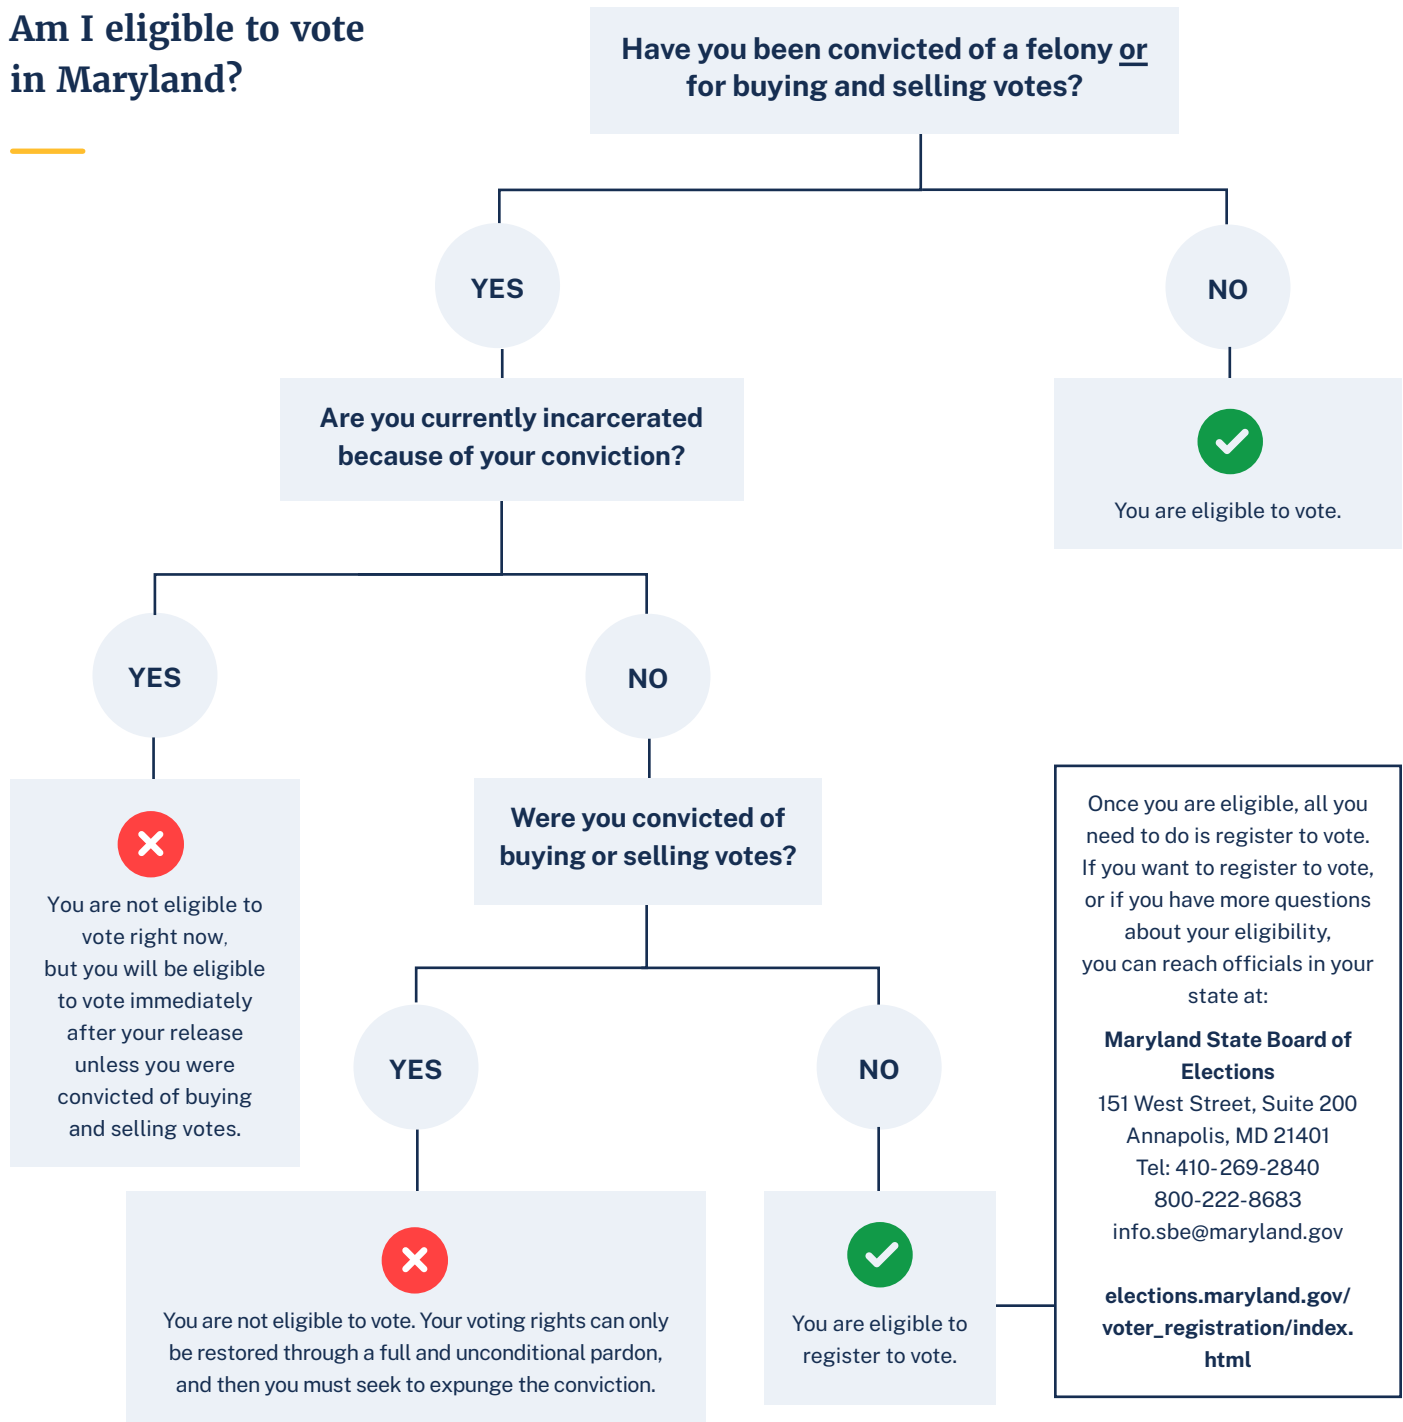 Am I eligible to vote
in Maryland?
Have you been convicted of a felony or
for buying and selling votes?
YES
NO
Are you currently incarcerated
because of your conviction?
You are eligible to vote.
YES
NO
You are not eligible to
vote right now,
but you will be eligible
to vote immediately
after your release
unless you were
convicted of buying
and selling votes.
Were you convicted of
buying or selling votes?
YES
NO
You are not eligible to vote. Your voting rights can only
be restored through a full and unconditional pardon,
and then you must seek to expunge the conviction.
You are eligible to
register to vote.
Once you are eligible, all you
need to do is register to vote.
If you want to register to vote,
or if you have more questions
about your eligibility,
you can reach officials in your
state at:
Maryland State Board of
Elections
151 West Street, Suite 200
Annapolis, MD 21401
Tel: 410-269-2840
800-222-8683
info.sbe@maryland.gov
elections.maryland.gov/
voter_registration/index.
html